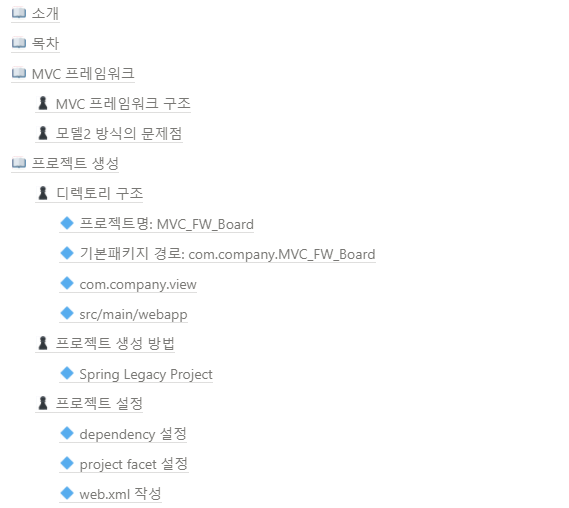 📖 소개
📖 목차
📖 MVC 프레임워크
♟ MVC 프레임워크 구조
♟ 모델2 방식의 문제점
📖 프로젝트 생성
♟ 디렉토리 구조
🔷 프로젝트명: MVC_FW_Board
🔷 기본패키지 경로: com.company.MVC_FW_Board
🔷 com.company.view
🔷 src/main/webapp
♟ 프로젝트 생성 방법
🔷 Spring Legacy Project
♟ 프로젝트 설정
🔷 dependency 설정
🔷 project facet 설정
🔷 web.xml 작성